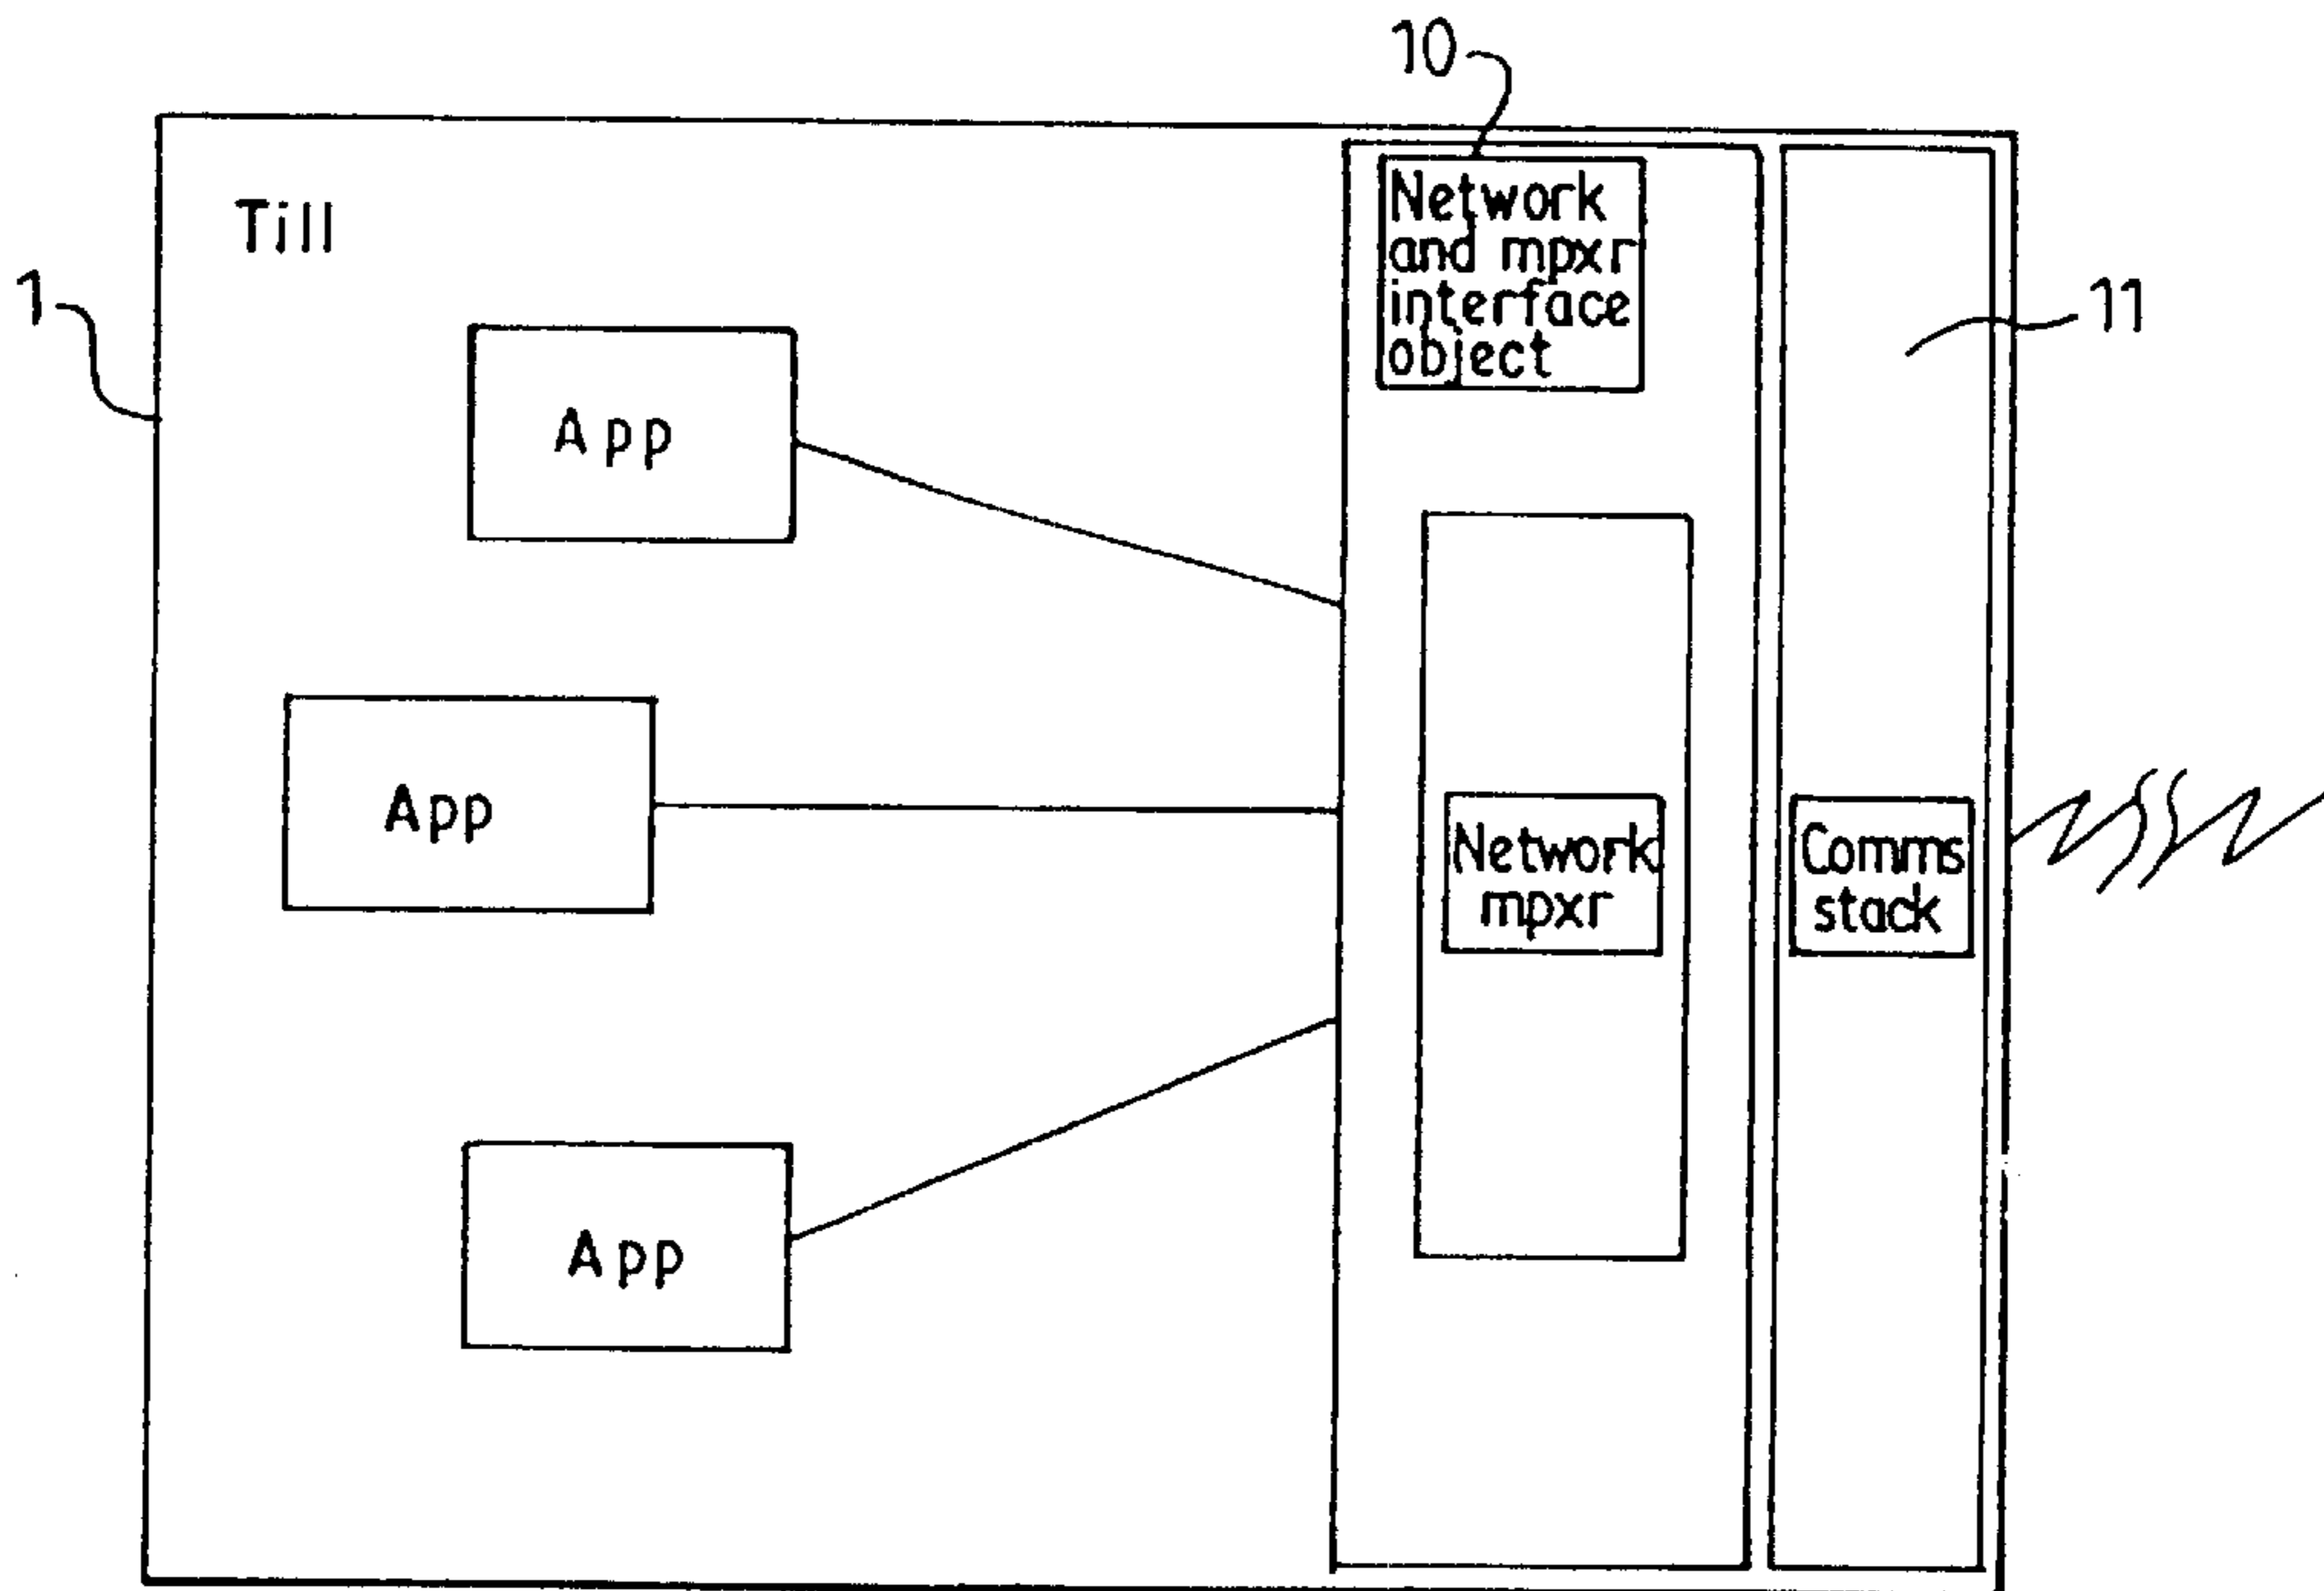 10
Till
Network
and mpxr
interface
object
1
11
App
App
Network
mpxr
Comms
stack
App